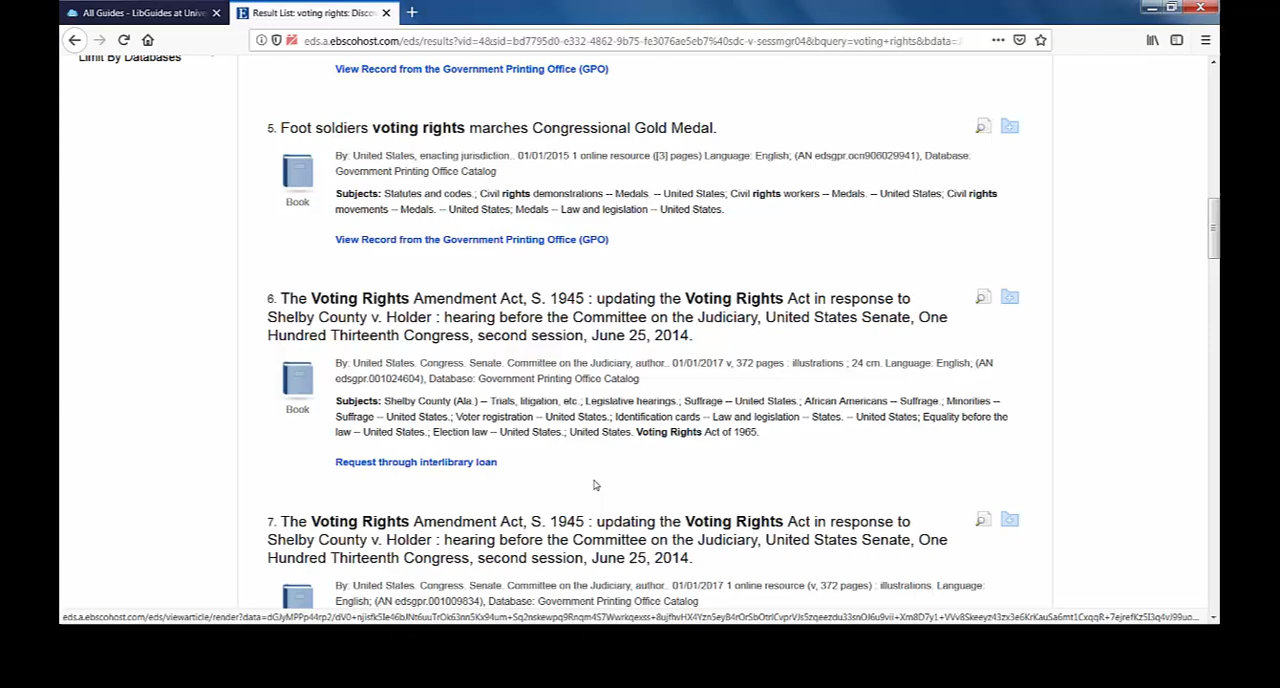 All Guides - LibGuides at Unive
Result List: voting rights: Disco
eds.a.ebscohost.com/eds/results?vid=4&sid=bd7795d0-e332-4862-9b75-fe3076ae5eb7%40sdc-v-sessmgr04&bquery=voting+rights&bdata=
Limit By Databases
View Record from the Government Printing Office (GPO)
5. Foot soldiers voting rights marches Congressional Gold Medal.
By: United States, enacting jurisdiction.. 01/01/2015 1 online resource ([3] pages) Language: English; (AN edsgpr.ocn906029941), Database:
Government Printing Office Catalog
Book
Subjects: Statutes and codes.; Civil rights demonstrations -- Medals. -- United States; Civil rights workers -- Medals. -- United States; Civil rights
movements -- Medals. -- United States; Medals -- Law and legislation -- United States.
View Record from the Government Printing Office (GPO)
6. The Voting Rights Amendment Act, S. 1945 : updating the Voting Rights Act in response to
Shelby County v. Holder : hearing before the Committee on the Judiciary, United States Senate, One
Hundred Thirteenth Congress, second session, June 25, 2014.
By: United States. Congress. Senate. Committee on the Judiciary, author.. 01/01/2017 v, 372 pages : illustrations ; 24 cm. Language: English; (AN
edsgpr.001024604), Database: Government Printing Office Catalog
Book
Subjects: Shelby County (Ala.) -- Trials, litigation, etc.; Legislative hearings.; Suffrage -- United States.; African Americans -- Suffrage.; Minorities --
Suffrage -- United States.; Voter registration -- United States.; Identification cards -- Law and legislation -- States. -- United States; Equality before the
law -- United States.; Election law -- United States.; United States. Voting Rights Act of 1965.
Request through interlibrary loan
7. The Voting Rights Amendment Act, S. 1945 : updating the Voting Rights Act in response to
Shelby County v. Holder : hearing before the Committee on the Judiciary, United States Senate, One
Hundred Thirteenth Congress, second session, June 25, 2014.
By: United States. Congress. Senate. Committee on the Judiciary, author.. 01/01/2017 1 online resource (v, 372 pages) : illustrations. Language:
English; (AN edsgpr.001009834), Database: Government Printing Office Catalog